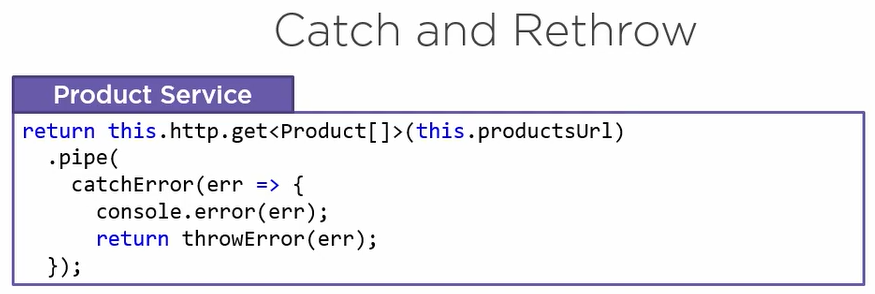 Catch and Rethrow
Product Service
return this.http.get<Product[]>(this.productsUrl)
  .pipe(
    catchError(err => {
      console.error(err);
      return throwError(err);
  });